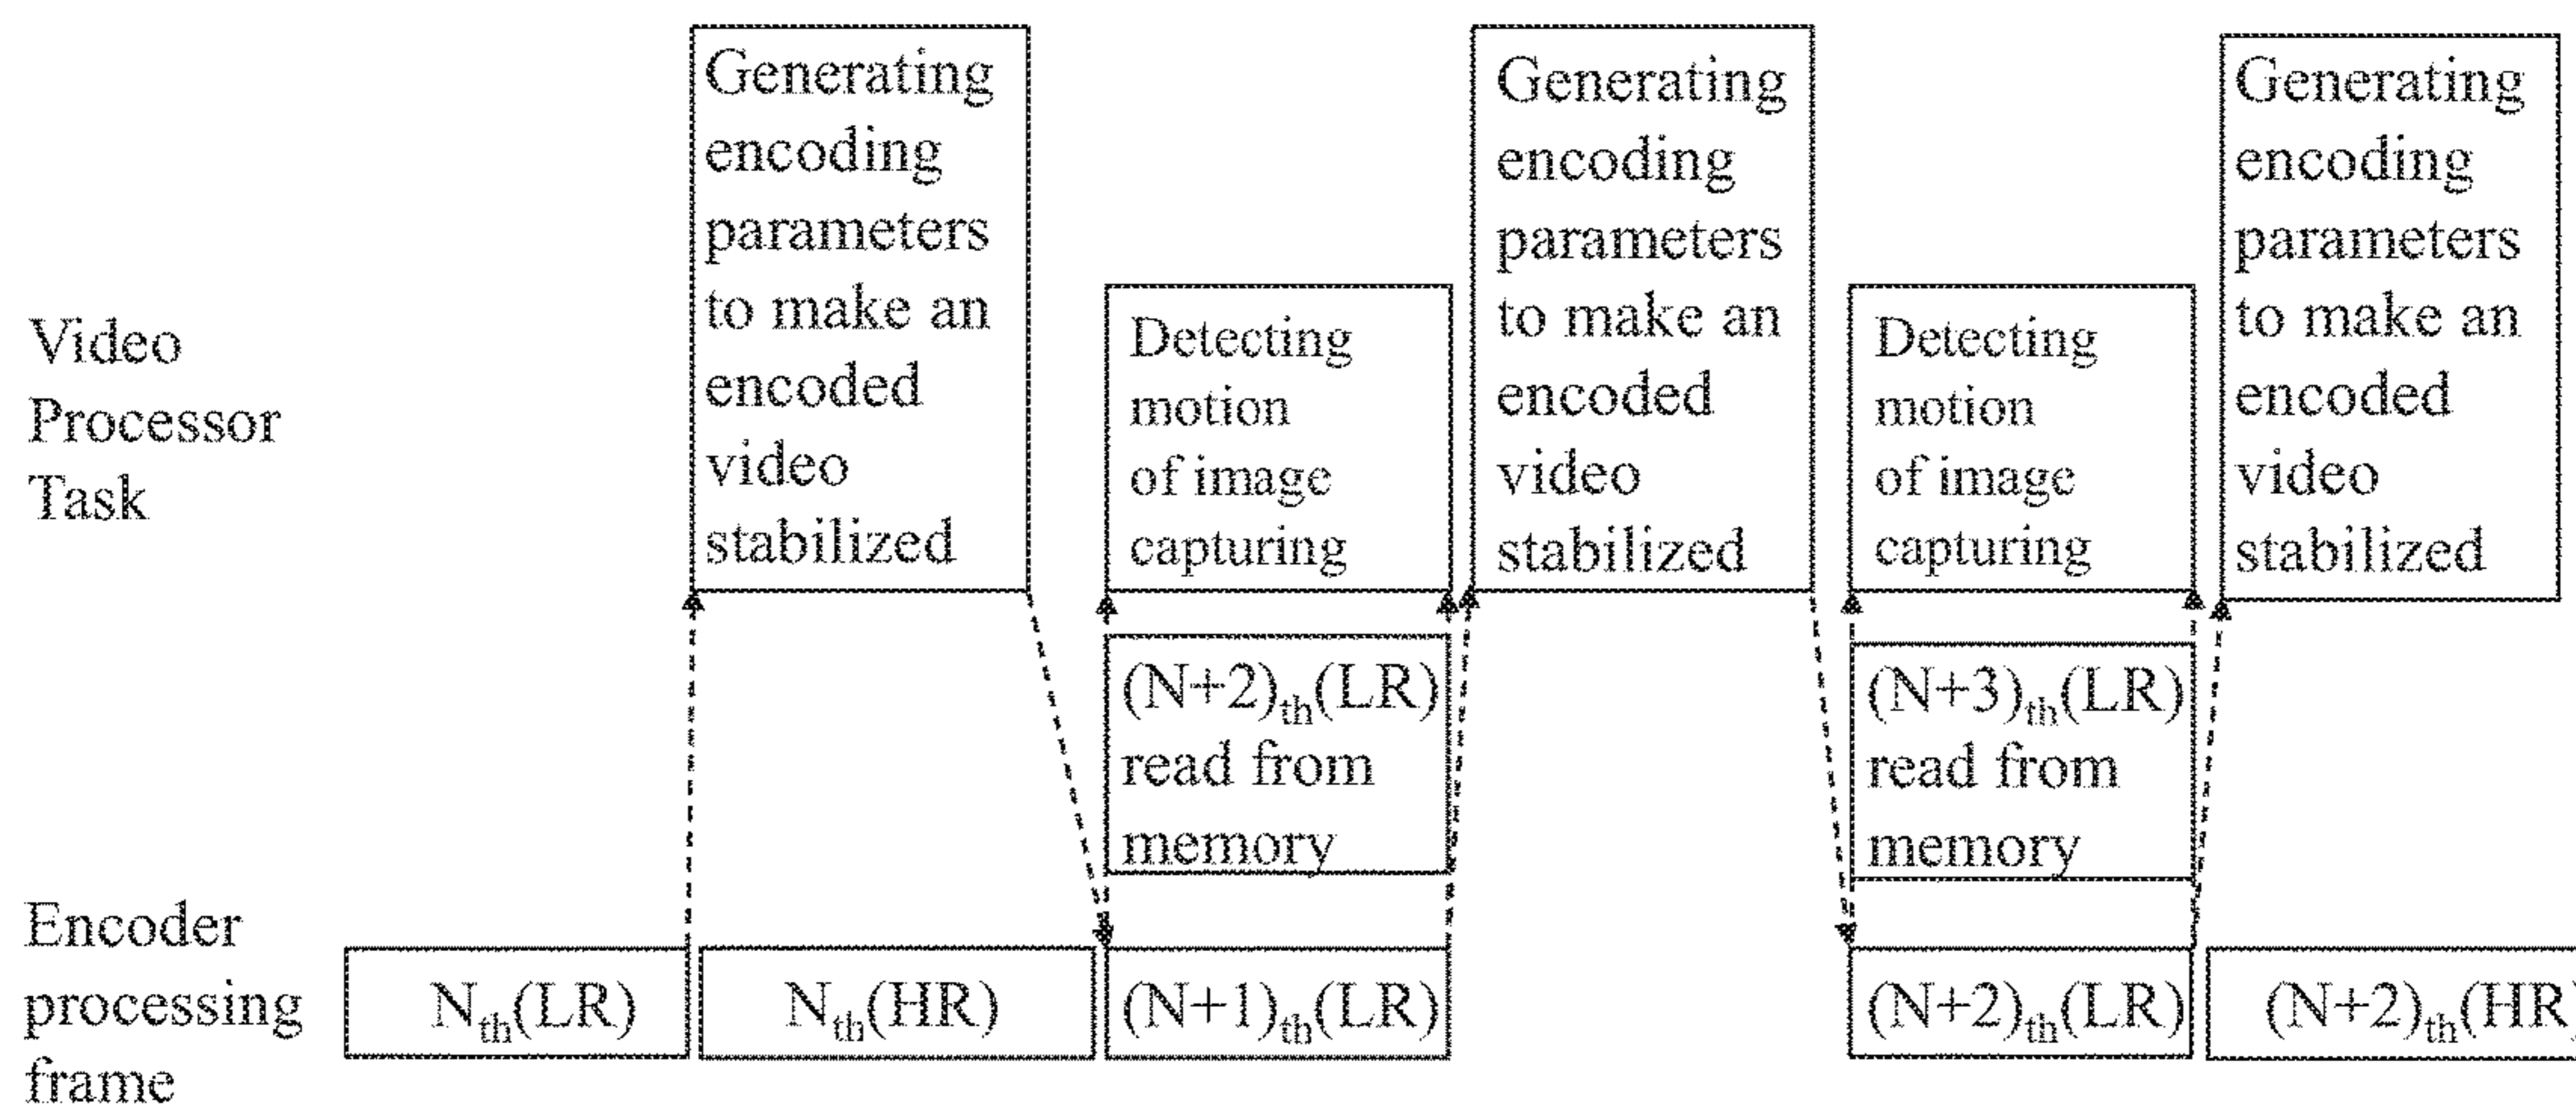 Generating
encoding
parameters
to make an
encoded
video
stabilized
Generating
encoding
parameters
to make an
encoded
video
stabilized
Generating
encoding
parameters
to make an
encoded
video
stabilized
Video
Processor
Task
Detecting
motion
of image
capturing
Detecting
motion
of image
capturing
(N+2)th(LR)
read from
memory
(N+3)th(LR)
read from
memory
Encoder
processing
frame
Nth(LR)
Nth(HR)
(N+1)th(LR)
(N+2)th(LR)
(N+2)th(HR)